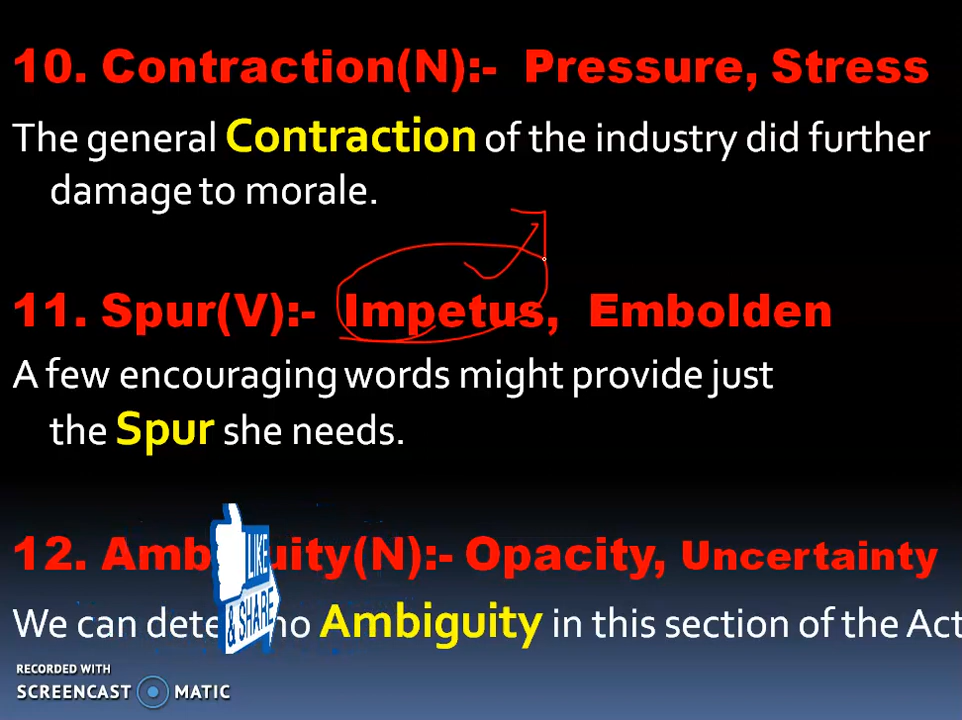 10. Contraction(N):- Pressure, Stress
The general Contraction of the industry did further
damage to morale.
11. Spur(V):- Impetus, Embolden
A few encouraging words might provide just
the Spur she needs.
12. Amb uity(N):- Opacity, Uncertainty
LIKE
& SHARE
We can dete no Ambiguity in this section of the Act
RECORDED WITH
SCREENCAST MATIC